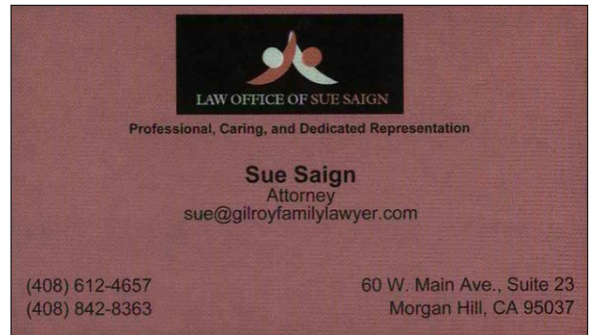 LAW OFFICE OF SUE SAIGN
Professional, Caring, and Dedicated Representation
Sue Saign
Attorney
sue@gilroyfamilylawyer.com
(408) 612-4657
(408) 842-8363
60 W. Main Ave., Suite 23
Morgan Hill, CA 95037